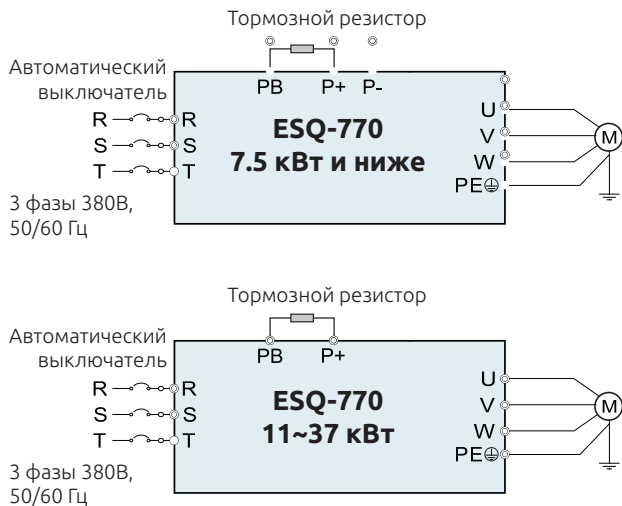 Тормозной резистор
Автоматический
выключатель
PB P+ P-
R R
S S
T T
ESQ-770
7.5 кВт и ниже
U
V
W
PE
M
3 фазы 380В,
50/60 Гц
Тормозной резистор
Автоматический
выключатель
PB P+
R R
S S
T T
ESQ-770
11~37 кВт
U
V
W
PE
M
3 фазы 380В,
50/60 Гц